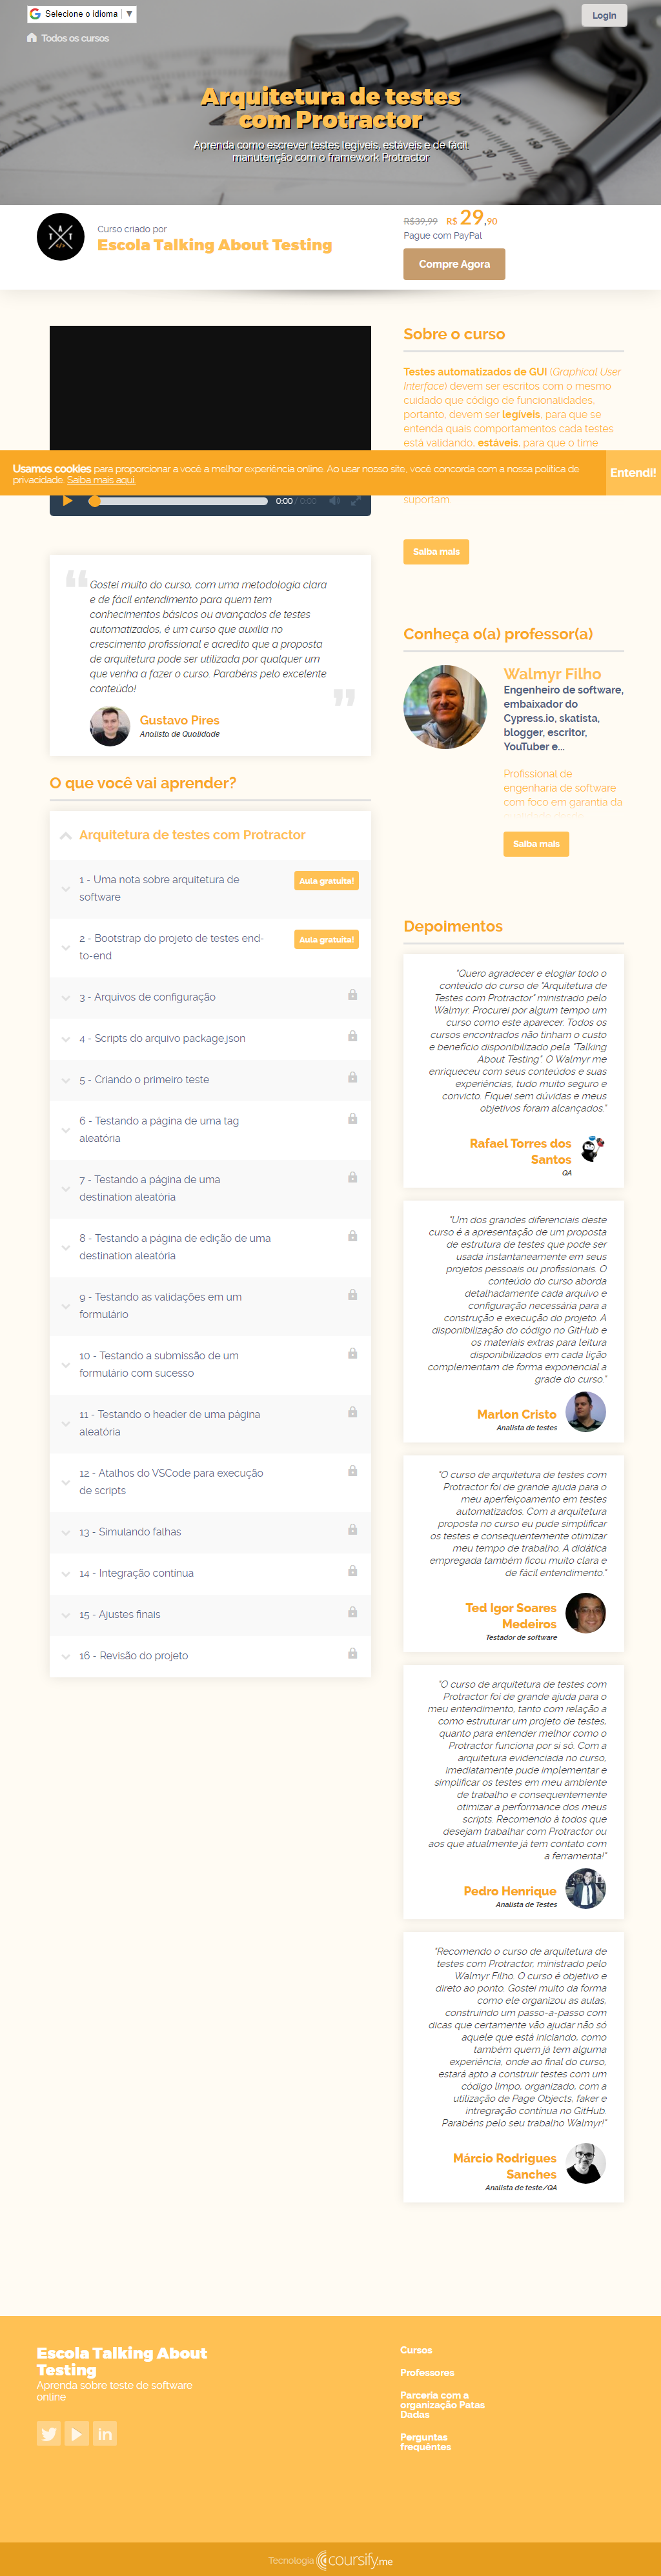 Selecione o idioma
Login
Todos os cursos
Arquitetura de testes
com Protractor
Aprenda como escrever testes legíveis, estáveis e de fácil
manutenção com o framework Protractor
Curso criado por
Escola Talking About Testing
R$39,99 R$ 29,90
Pague com PayPal
Compre Agora
Sobre o curso
Testes automatizados de GUI (Graphical User
Interface) devem ser escritos com o mesmo
cuidado que código de funcionalidades,
portanto, devem ser legíveis, para que se
entenda quais comportamentos cada testes
está validando, estáveis, para que o time
Usamos cookies para proporcionar a você a melhor experiência online. Ao usar nosso site, você concorda com a nossa política de
privacidade. Saiba mais aqui.
Entendi!
suportam.
0:00 / 0:00
Saiba mais
Gostei muito do curso, com uma metodologia clara
e de fácil entendimento para quem tem
conhecimentos básicos ou avançados de testes
automatizados, é um curso que auxilia no
crescimento profissional e acredito que a proposta
de arquitetura pode ser utilizada por qualquer um
que venha a fazer o curso. Parabéns pelo excelente
conteúdo!
Gustavo Pires
Analista de Qualidade
Conheça o(a) professor(a)
Walmyr Filho
Engenheiro de software,
embaixador do
Cypress.io, skatista,
blogger, escritor,
YouTuber e...
Profissional de
engenharia de software
com foco em garantia da
Saiba mais
O que você vai aprender?
Arquitetura de testes com Protractor
1 - Uma nota sobre arquitetura de
software
Aula gratuita!
2 - Bootstrap do projeto de testes end-
to-end
Aula gratuita!
3 - Arquivos de configuração
4 - Scripts do arquivo package.json
5 - Criando o primeiro teste
6 - Testando a página de uma tag
aleatória
7 - Testando a página de uma
destination aleatória
8 - Testando a página de edição de uma
destination aleatória
9 - Testando as validações em um
formulário
10 - Testando a submissão de um
formulário com sucesso
11 - Testando o header de uma página
aleatória
12 - Atalhos do VSCode para execução
de scripts
13 - Simulando falhas
14 - Integração contínua
15 - Ajustes finais
16 - Revisão do projeto
Depoimentos
"Quero agradecer e elogiar todo o
conteúdo do curso de "Arquitetura de
Testes com Protractor" ministrado pelo
Walmyr. Procurei por algum tempo um
curso como este aparecer. Todos os
cursos encontrados não tinham o custo
e benefício disponibilizado pela "Talking
About Testing". O Walmyr me
enriqueceu com seus conteúdos e suas
experiências, tudo muito seguro e
convicto. Fiquei sem dúvidas e meus
objetivos foram alcançados."
Rafael Torres dos
Santos
QA
"Um dos grandes diferenciais deste
curso é a apresentação de um proposta
de estrutura de testes que pode ser
usada instantaneamente em seus
projetos pessoais ou profissionais. O
conteúdo do curso aborda
detalhadamente cada arquivo e
configuração necessária para a
construção e execução do projeto. A
disponibilização do código no GitHub e
os materiais extras para leitura
disponibilizados em cada lição
complementam de forma exponencial a
grade do curso."
Marlon Cristo
Analista de testes
"O curso de arquitetura de testes com
Protractor foi de grande ajuda para o
meu aperfeiçoamento em testes
automatizados. Com a arquitetura
proposta no curso eu pude simplificar
os testes e consequentemente otimizar
meu tempo de trabalho. A didática
empregada também ficou muito clara e
de fácil entendimento."
Ted Igor Soares
Medeiros
Testador de software
"O curso de arquitetura de testes com
Protractor foi de grande ajuda para o
meu entendimento, tanto com relação a
como estruturar um projeto de testes,
quanto para entender melhor como o
Protractor funciona por si só. Com a
arquitetura evidenciada no curso,
imediatamente pude implementar e
simplificar os testes em meu ambiente
de trabalho e consequentemente
otimizar a performance dos meus
scripts. Recomendo à todos que
desejam trabalhar com Protractor ou
aos que atualmente já tem contato com
a ferramenta!"
Pedro Henrique
Analista de Testes
"Recomendo o curso de arquitetura de
testes com Protractor, ministrado pelo
Walmyr Filho. O curso é objetivo e
direto ao ponto. Gostei muito da forma
como ele organizou as aulas,
construindo um passo-a-passo com
dicas que certamente vão ajudar não só
aquele que está iniciando, como
também quem já tem alguma
experiência, onde ao final do curso,
estará apto a construir testes com um
código limpo, organizado, com a
utilização de Page Objects, faker e
intregração contínua no GitHub.
Parabéns pelo seu trabalho Walmyr!"
Márcio Rodrigues
Sanches
Analista de teste/QA
Escola Talking About
Testing
Aprenda sobre teste de software
online
Cursos
Professores
Parceria com a
organização Patas
Dadas
Perguntas
frequêntes
Tecnologia coursify.me